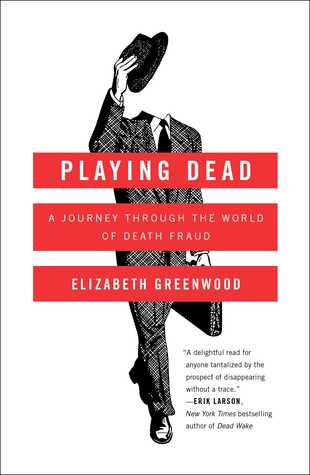 PLAYING DEAD
A JOURNEY THROUGH THE WORLD
OF DEATH FRAUD
ELIZABETH GREENWOOD
"A delightful read for
anyone tantalized by the
prospect of disappearing
without a trace."
—ERIK LARSON,
New York Times bestselling
author of Dead Wake